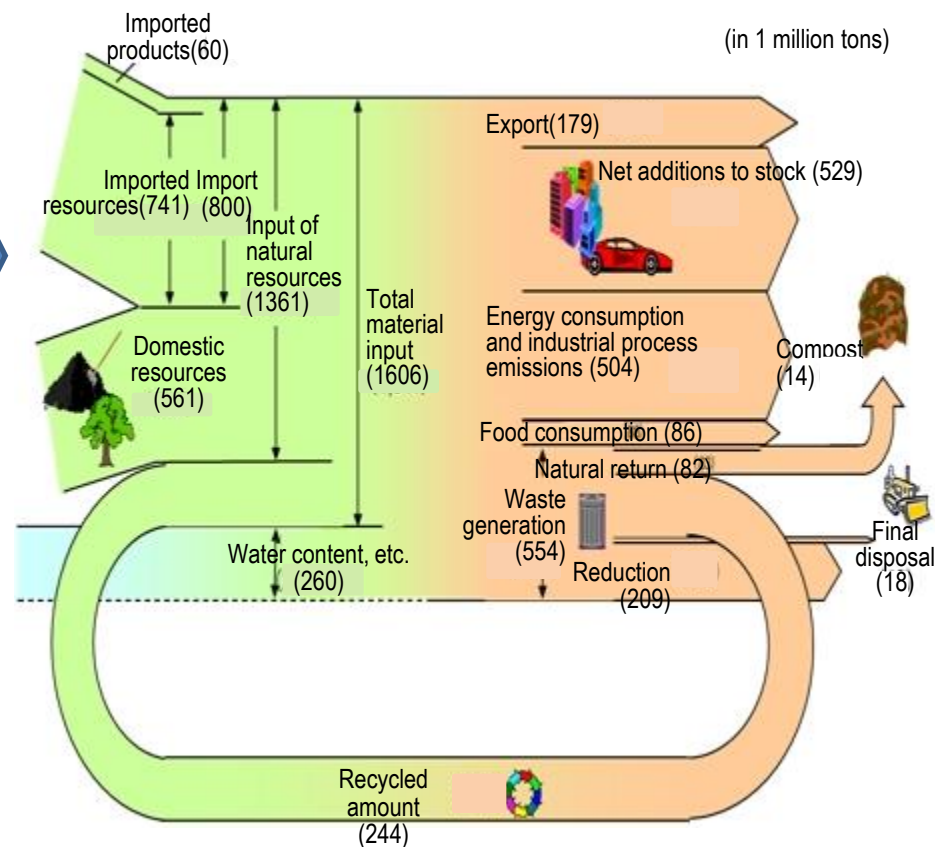 Imported
products(60)
(in 1 million tons)
Export(179)
Imported
resources(741)
Import
(800)
Input of
natural
resources
(1361)
Net additions to stock (529)
Total
material
input
(1606)
Energy consumption
and industrial process
emissions (504)
Domestic
resources
(561)
Compost
(14)
Food consumption (86)
Natural return (82)
Waste
generation
(554)
Water content, etc.
(260)
Reduction
(209)
Final
disposal
(18)
Recycled
amount
(244)